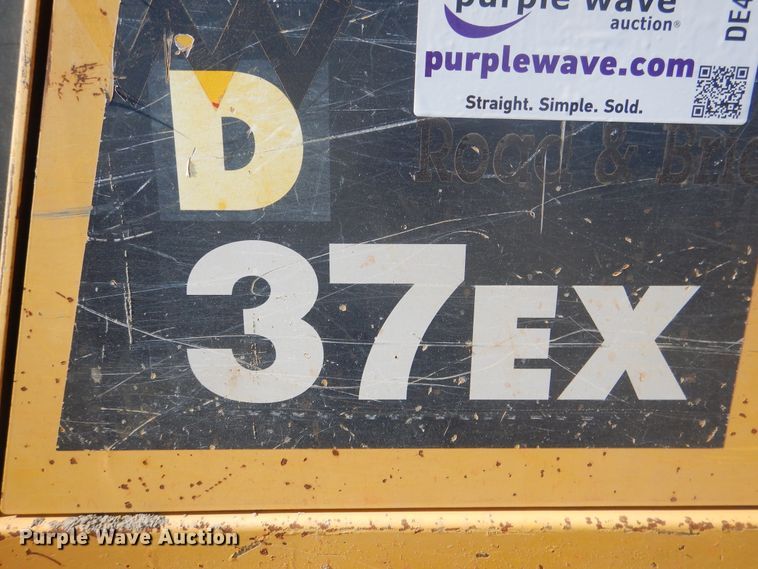 purple wave
auction®
purplewave.com
Straight. Simple. Sold.
DE4
D
Road & Bri
37EX
Purple Wave Auction